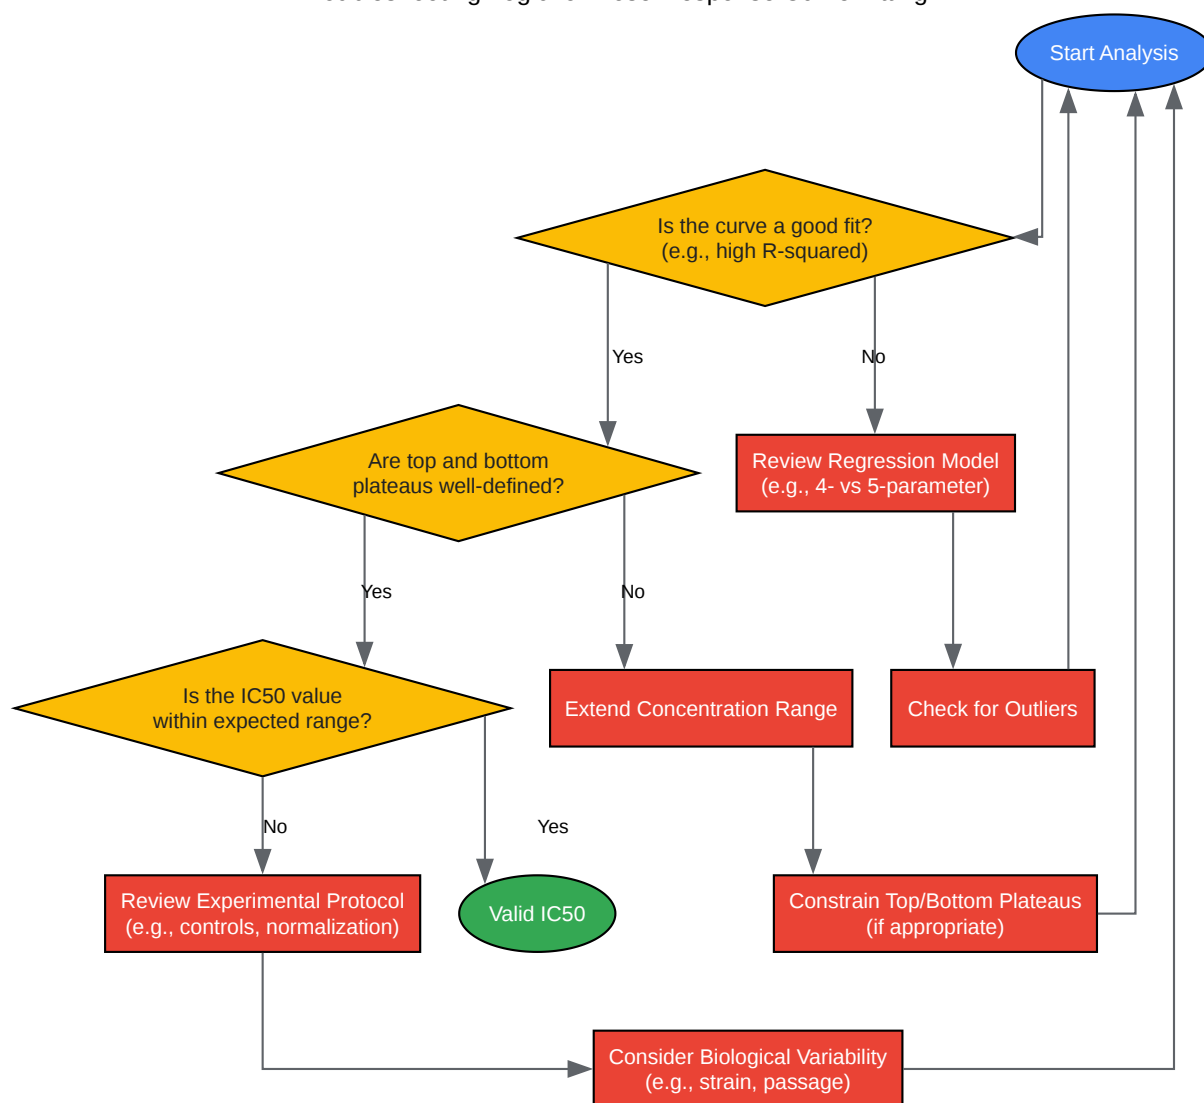 Start Analysis
Is the curve a good fit?
(e.g., high R-squared)
Yes
No
Are top and bottom
plateaus well-defined?
Review Regression Model
(e.g., 4- vs 5-parameter)
Yes
No
Is the IC50 value
within expected range?
Extend Concentration Range
Check for Outliers
No
Yes
Review Experimental Protocol
(e.g., controls, normalization)
Valid IC50
Constrain Top/Bottom Plateaus
(if appropriate)
Consider Biological Variability
(e.g., strain, passage)